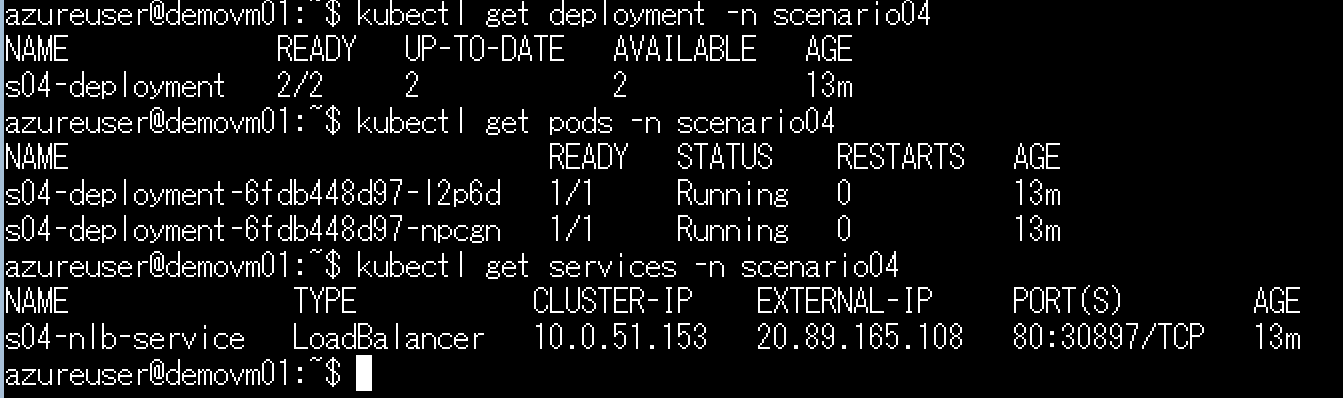 azureuser@demovm01:~$ kubectl get deployment -n scenario04
NAME READY UP-TO-DATE AVAILABLE AGE
s04-deployment 2/2 2 2 13m
azureuser@demovm01:~$ kubectl get pods -n scenario04
NAME READY STATUS RESTARTS AGE
s04-deployment-6fdb448d97-l2p6d 1/1 Running 0 13m
s04-deployment-6fdb448d97-npcgn 1/1 Running 0 13m
azureuser@demovm01:~$ kubectl get services -n scenario04
NAME TYPE CLUSTER-IP EXTERNAL-IP PORT(S) AGE
s04-nlb-service LoadBalancer 10.0.51.153 20.89.165.108 80:30897/TCP 13m
azureuser@demovm01:~$